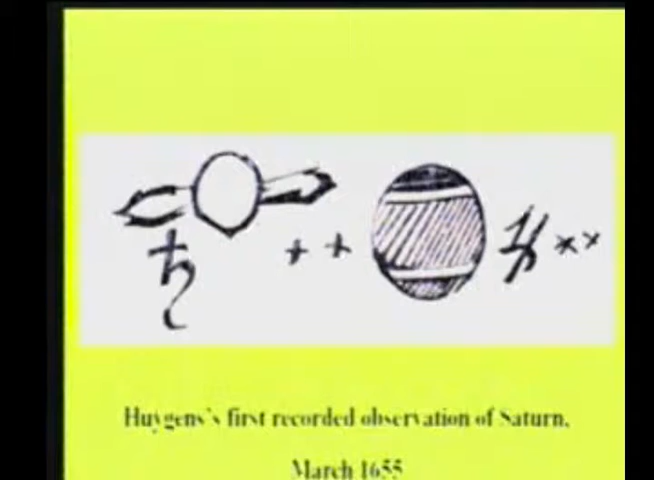 ♄ + + ♃ * *
Huygens's first recorded observation of Saturn,
March 1655